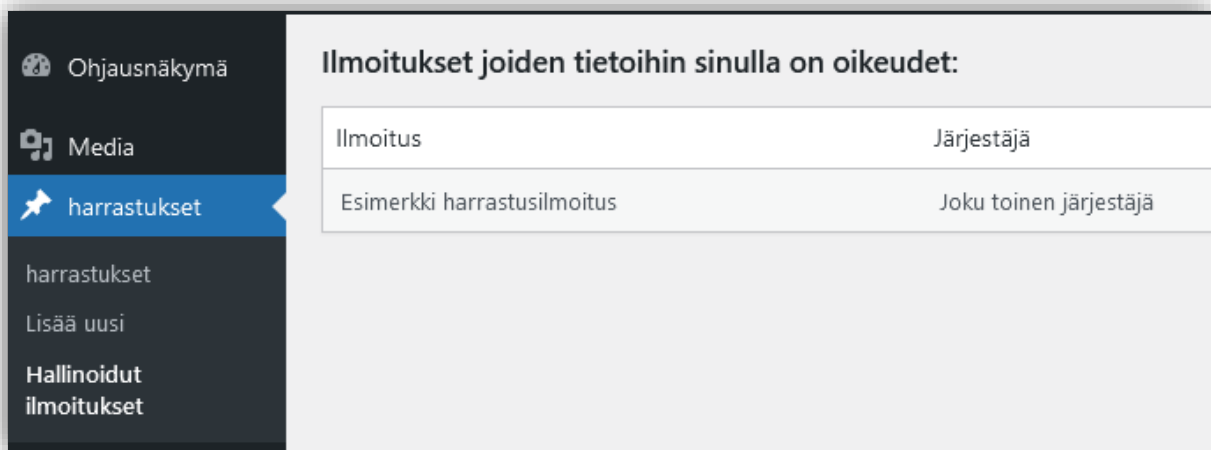 Ohjausnäkymä
Media
harrastukset
harrastukset
Lisää uusi
Hallinoidut
ilmoitukset
Ilmoitukset joiden tietoihin sinulla on oikeudet:
Ilmoitus Järjestäjä
Esimerkki harrastusilmoitus Joku toinen järjestäjä